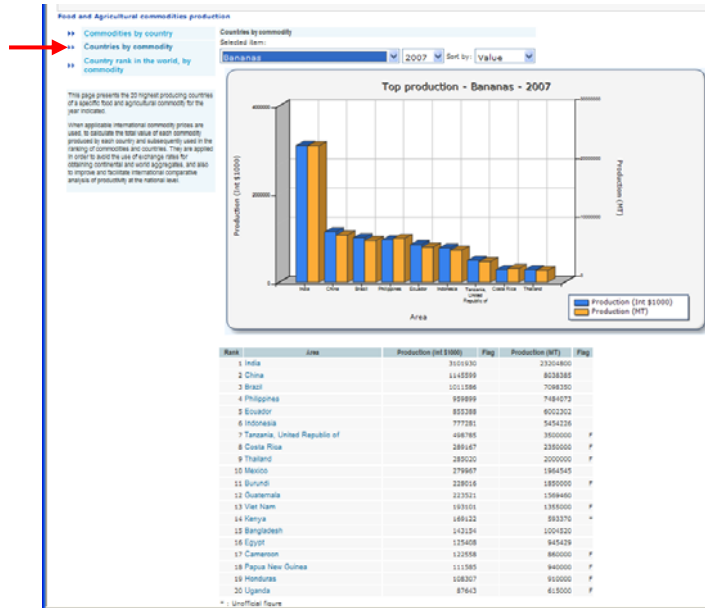 Food and Agricultural commodities production
Commodities by country
Countries by commodity
Country rank in the world, by
commodity
This page presents the 20 highest producing countries
of a specific food and agricultural commodity for the
year indicated.
When applicable international commodity prices are
used, to calculate the total value of each commodity
produced by each country and subsequently used in the
ranking of commodities and countries. They are applied
in order to avoid the use of exchange rates for
obtaining continental and world aggregates, and also
to improve and facilitate international comparative
analysis of productivity at the national level.
Countries by commodity
Selected item:
Bananas 2007 Sort by: Value
Top production - Bananas - 2007
Production (Int $1000)
Production (MT)
India China Brazil Philippines Ecuador Indonesia Tanzania, United Republic of Costa Rica Thailand
Area
Production (Int $1000)
Production (MT)
Rank Area Production (Int $1000) Flag Production (MT) Flag
1 India 3101930 23204800
2 China 1145599 8038385
3 Brazil 1011586 7098350
4 Philippines 959899 7484073
5 Ecuador 855388 6002302
6 Indonesia 777281 5454226
7 Tanzania, United Republic of 498765 3500000 F
8 Costa Rica 289167 2350000 F
9 Thailand 285020 2000000 F
10 Mexico 279967 1964545
11 Burundi 228016 1850000 F
12 Guatemala 223521 1569460
13 Viet Nam 193101 1355000 F
14 Kenya 169122 593370 *
15 Bangladesh 143154 1004520
16 Egypt 125408 945429
17 Cameroon 122558 860000 F
18 Papua New Guinea 111585 940000 F
19 Honduras 108307 910000 F
20 Uganda 87643 615000 F
* : Unofficial figure